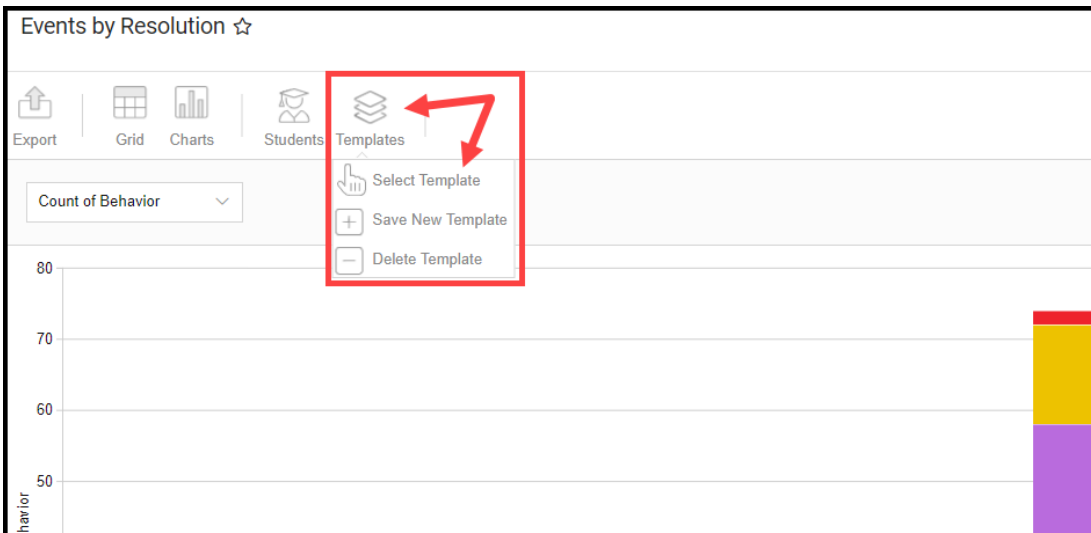 Events by Resolution
Export Grid Charts Students Templates
Select Template
Count of Behavior
Save New Template
Delete Template
80
70
60
50